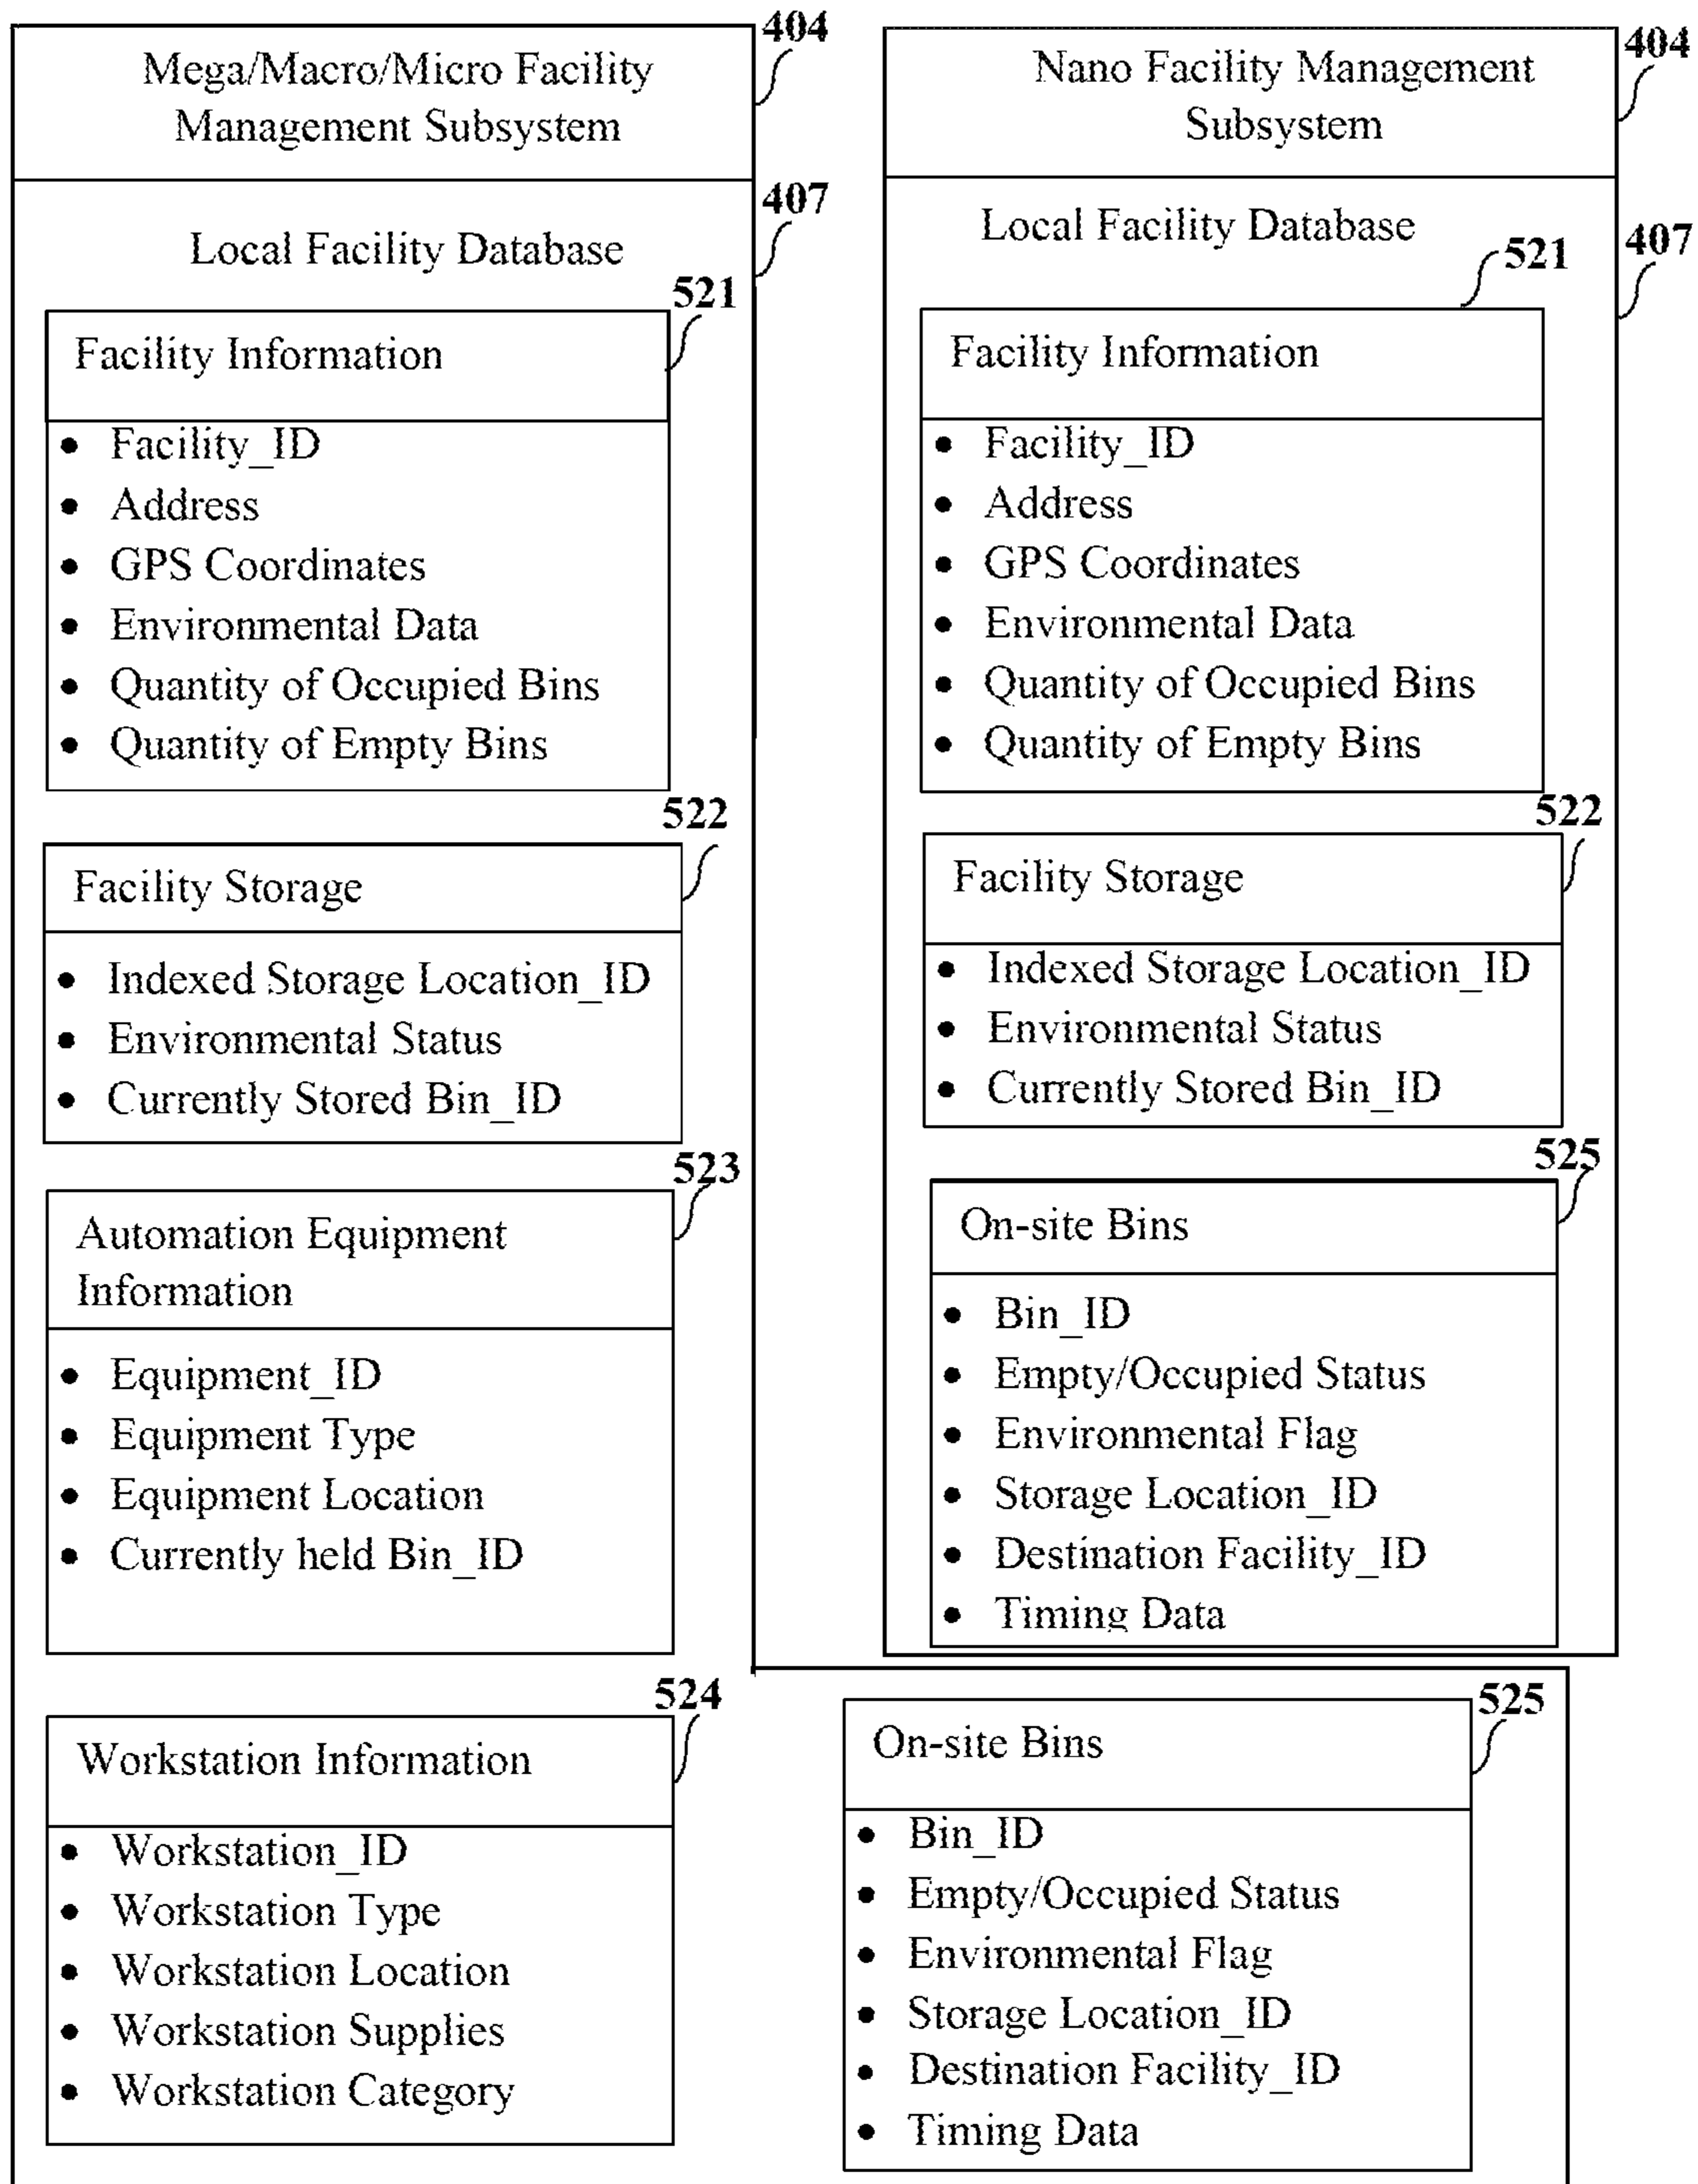 404
Mega/Macro/Micro Facility
Management Subsystem
407
Local Facility Database
521
Facility Information
• Facility_ID
• Address
• GPS Coordinates
• Environmental Data
• Quantity of Occupied Bins
• Quantity of Empty Bins
522
Facility Storage
• Indexed Storage Location_ID
• Environmental Status
• Currently Stored Bin_ID
523
Automation Equipment
Information
• Equipment_ID
• Equipment Type
• Equipment Location
• Currently held Bin_ID
524
Workstation Information
• Workstation_ID
• Workstation Type
• Workstation Location
• Workstation Supplies
• Workstation Category
525
On-site Bins
• Bin_ID
• Empty/Occupied Status
• Environmental Flag
• Storage Location_ID
• Destination Facility_ID
• Timing Data
404
Nano Facility Management
Subsystem
407
Local Facility Database
521
Facility Information
• Facility_ID
• Address
• GPS Coordinates
• Environmental Data
• Quantity of Occupied Bins
• Quantity of Empty Bins
522
Facility Storage
• Indexed Storage Location_ID
• Environmental Status
• Currently Stored Bin_ID
525
On-site Bins
• Bin_ID
• Empty/Occupied Status
• Environmental Flag
• Storage Location_ID
• Destination Facility_ID
• Timing Data